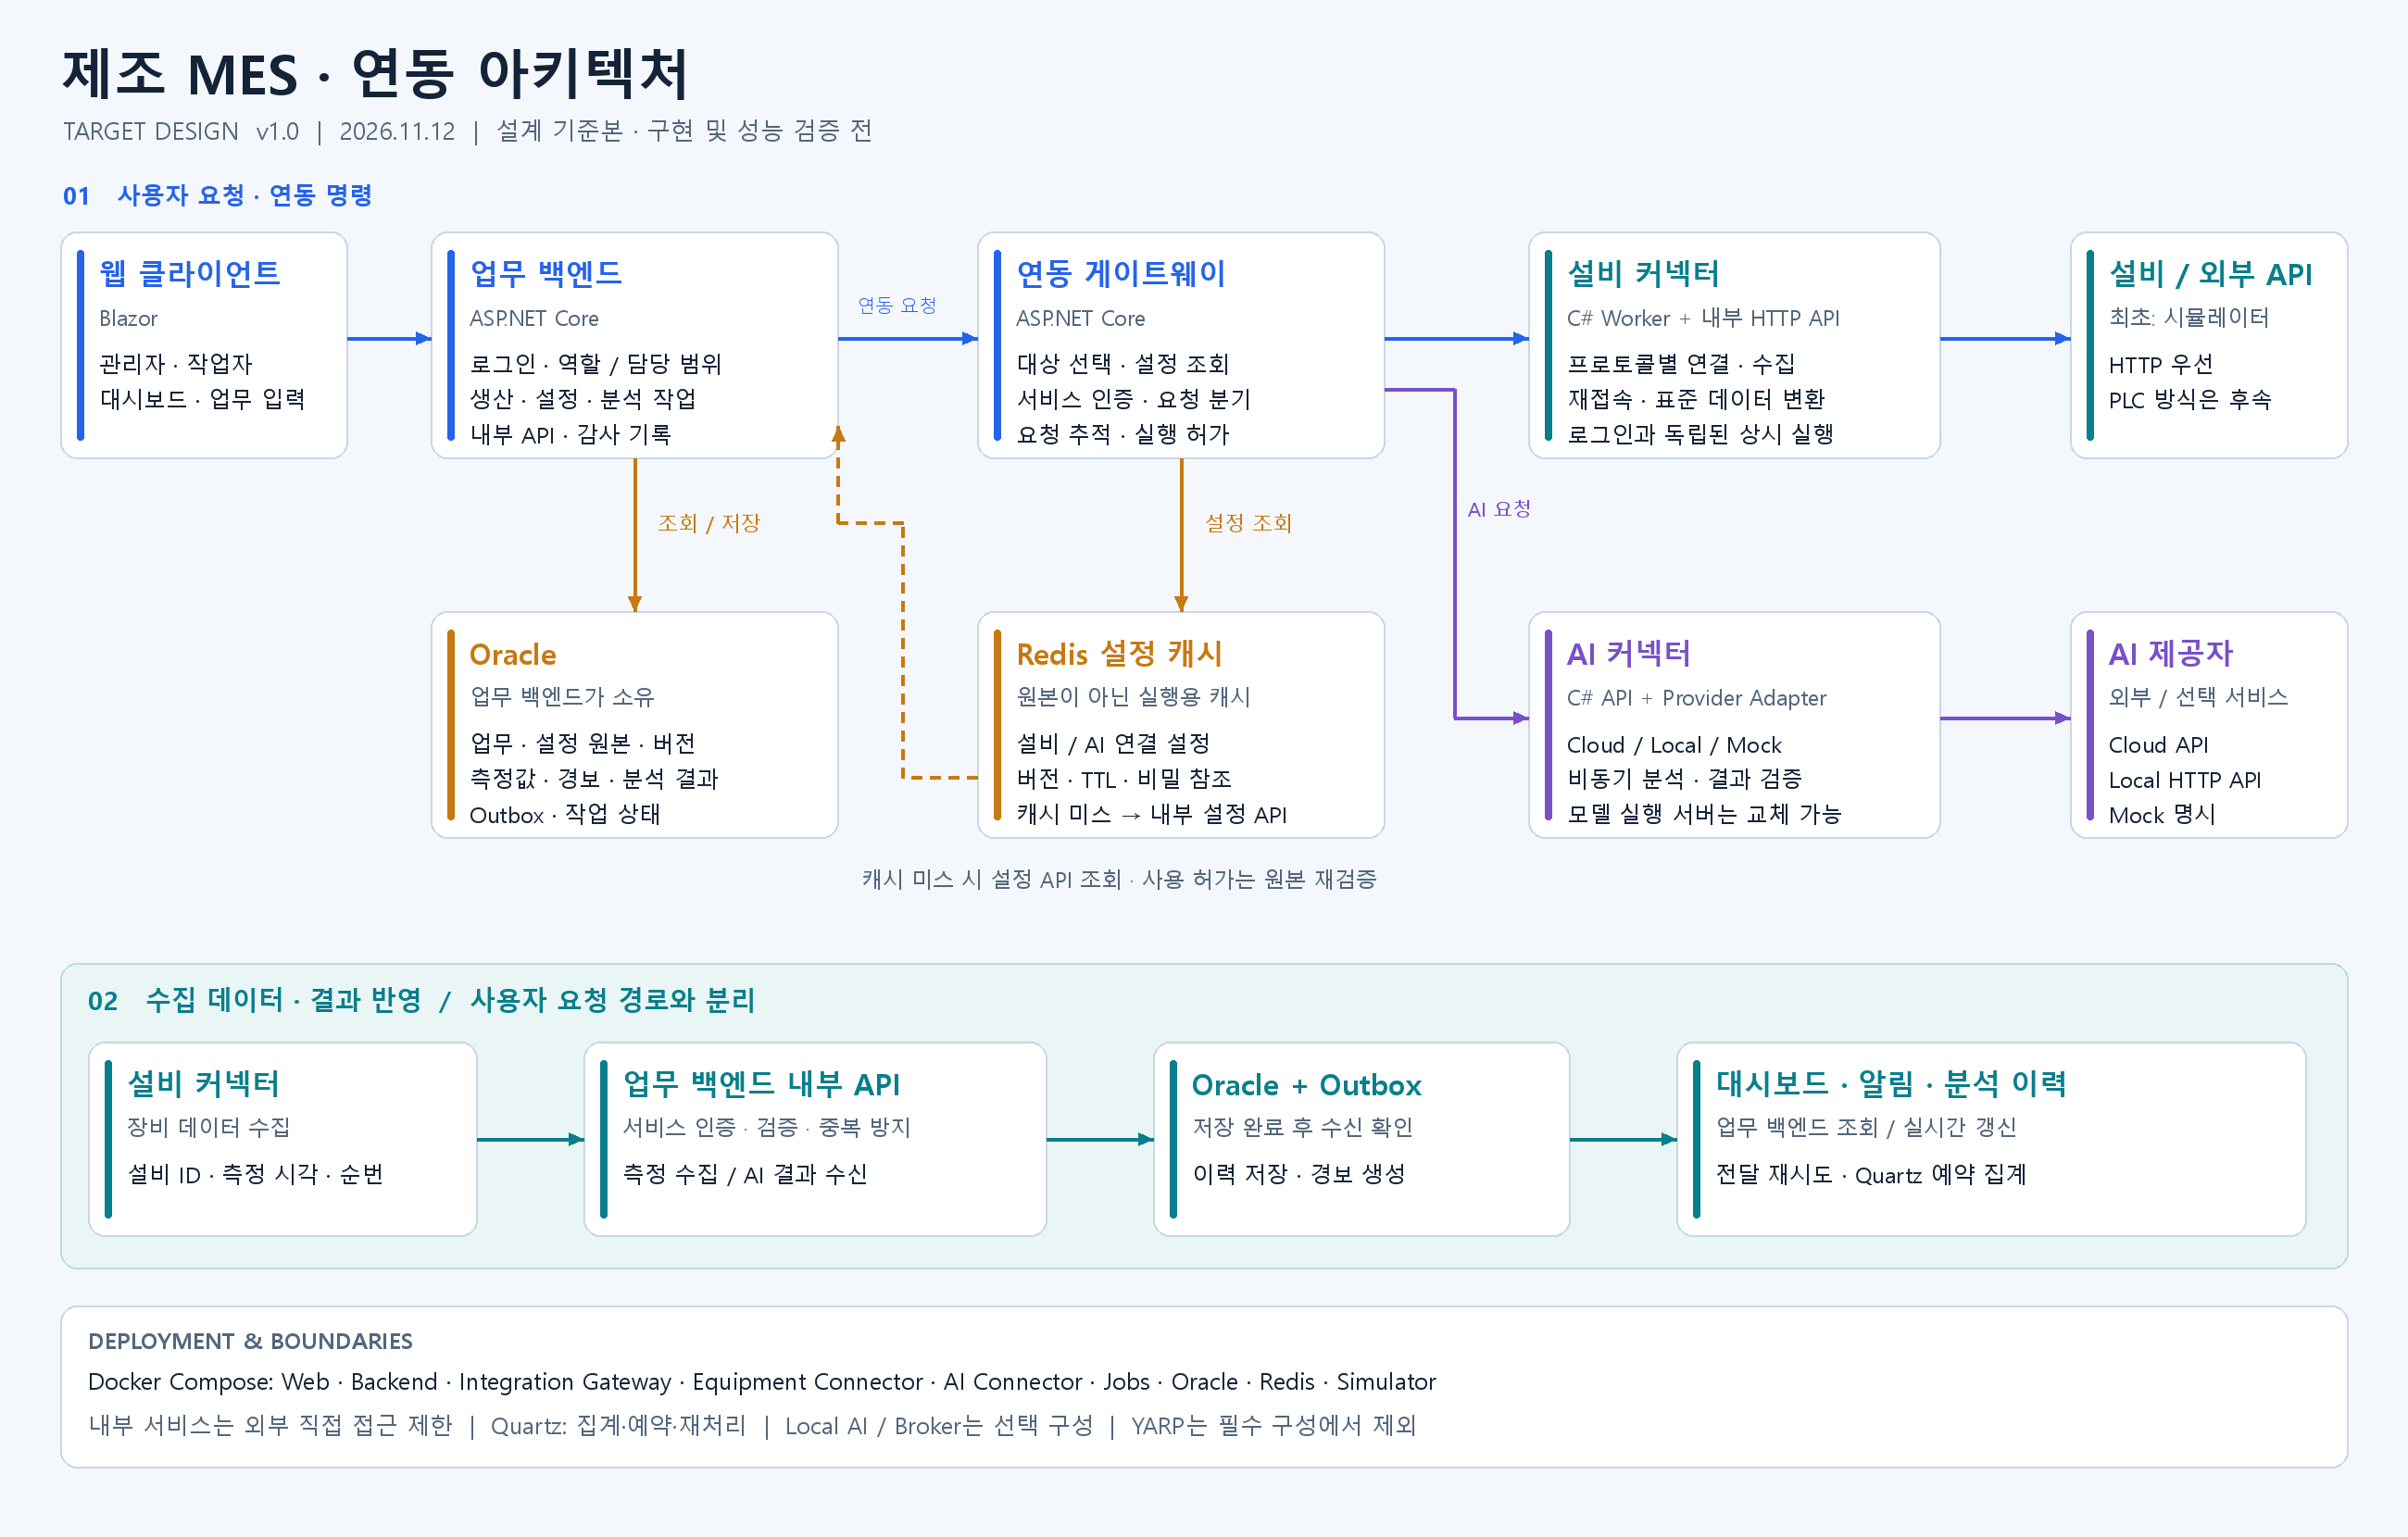 제조 MES · 연동 아키텍처
TARGET DESIGN v1.0 | 2026.11.12 | 설계 기준본 · 구현 및 성능 검증 전
01 사용자 요청 · 연동 명령
웹 클라이언트
Blazor
관리자 · 작업자
대시보드 · 업무 입력
업무 백엔드
ASP.NET Core
로그인 · 역할 / 담당 범위
생산 · 설정 · 분석 작업
내부 API · 감사 기록
연동 요청
연동 게이트웨이
ASP.NET Core
대상 선택 · 설정 조회
서비스 인증 · 요청 분기
요청 추적 · 실행 허가
설비 커넥터
C# Worker + 내부 HTTP API
프로토콜별 연결 · 수집
재접속 · 표준 데이터 변환
로그인과 독립된 상시 실행
설비 / 외부 API
최초: 시뮬레이터
HTTP 우선
PLC 방식은 후속
조회 / 저장
설정 조회
AI 요청
Oracle
업무 백엔드가 소유
업무 · 설정 원본 · 버전
측정값 · 경보 · 분석 결과
Outbox · 작업 상태
Redis 설정 캐시
원본이 아닌 실행용 캐시
설비 / AI 연결 설정
버전 · TTL · 비밀 참조
캐시 미스 → 내부 설정 API
AI 커넥터
C# API + Provider Adapter
Cloud / Local / Mock
비동기 분석 · 결과 검증
모델 실행 서버는 교체 가능
AI 제공자
외부 / 선택 서비스
Cloud API
Local HTTP API
Mock 명시
캐시 미스 시 설정 API 조회 · 사용 허가는 원본 재검증
02 수집 데이터 · 결과 반영 / 사용자 요청 경로와 분리
설비 커넥터
장비 데이터 수집
설비 ID · 측정 시각 · 순번
업무 백엔드 내부 API
서비스 인증 · 검증 · 중복 방지
측정 수집 / AI 결과 수신
Oracle + Outbox
저장 완료 후 수신 확인
이력 저장 · 경보 생성
대시보드 · 알림 · 분석 이력
업무 백엔드 조회 / 실시간 갱신
전달 재시도 · Quartz 예약 집계
DEPLOYMENT & BOUNDARIES
Docker Compose: Web · Backend · Integration Gateway · Equipment Connector · AI Connector · Jobs · Oracle · Redis · Simulator
내부 서비스는 외부 직접 접근 제한 | Quartz: 집계·예약·재처리 | Local AI / Broker는 선택 구성 | YARP는 필수 구성에서 제외